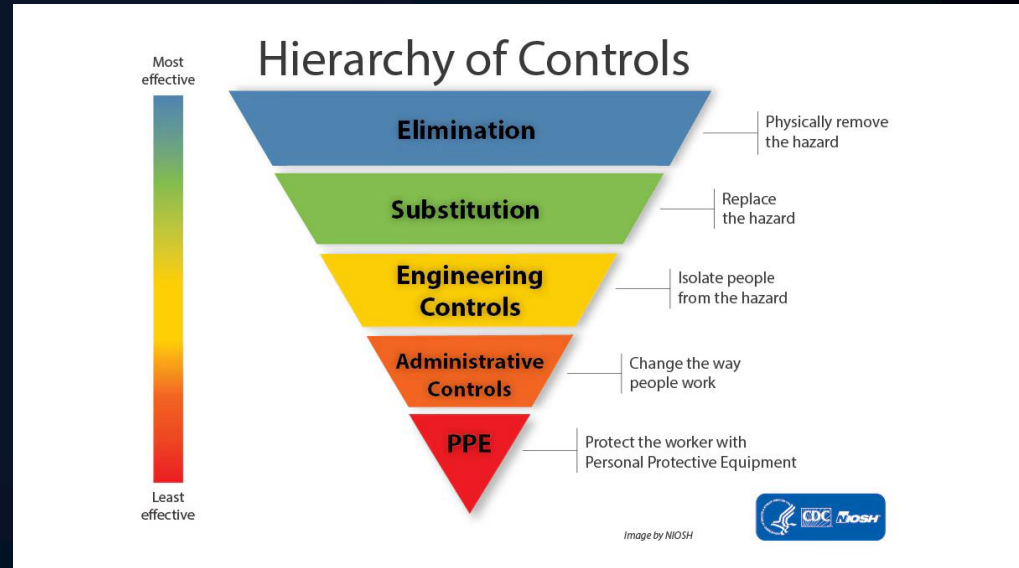 Hierarchy of Controls
Most
effective
Elimination
Physically remove
the hazard
Substitution
Replace
the hazard
Engineering
Controls
Isolate people
from the hazard
Administrative
Controls
Change the way
people work
PPE
Protect the worker with
Personal Protective Equipment
Least
effective
Image by NIOSH
CDC NIOSH